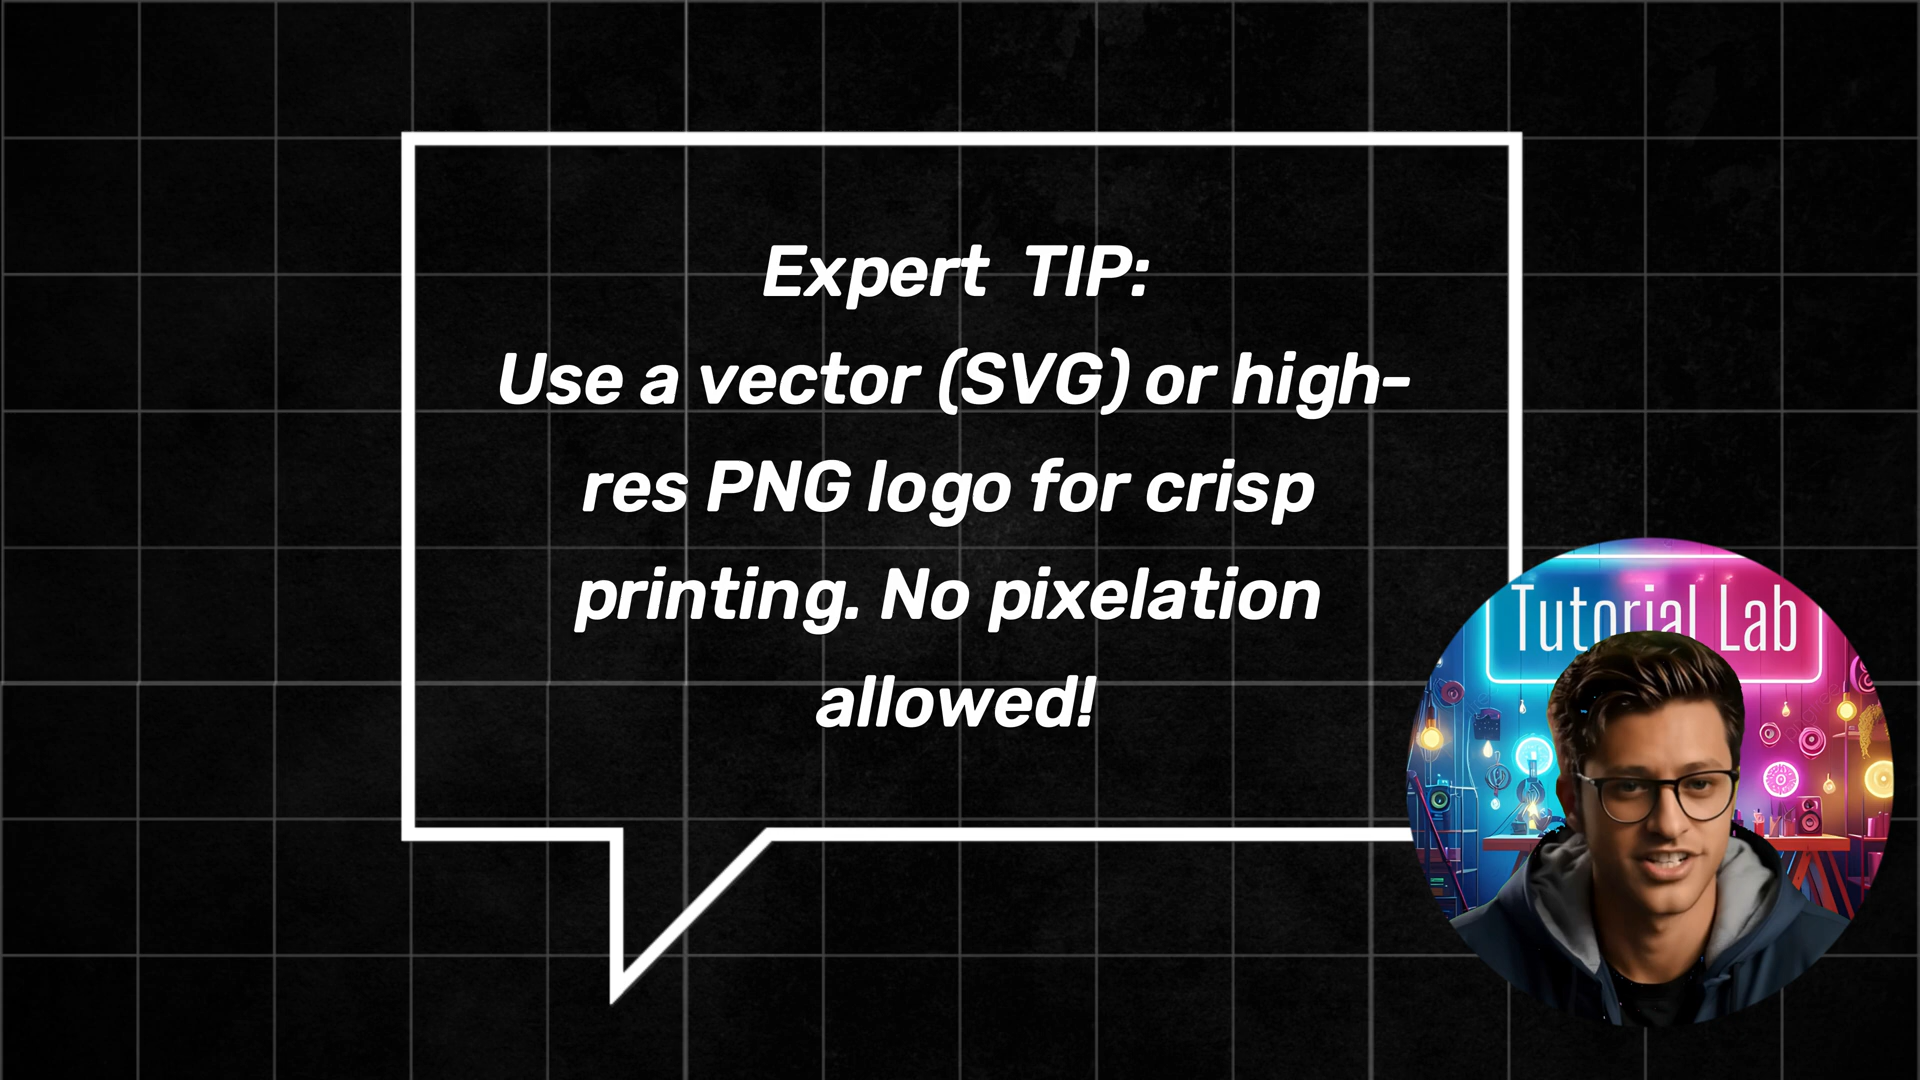 Expert TIP:
Use a vector (SVG) or high-
res PNG logo for crisp
printing. No pixelation
allowed!
Tutorial Lab